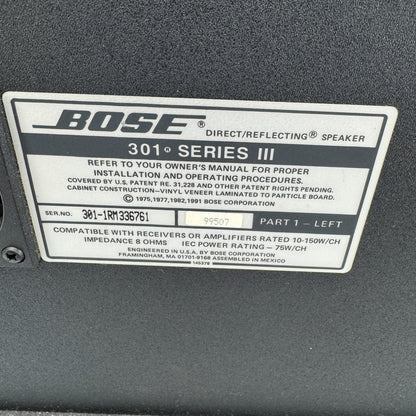 BOSE® DIRECT/REFLECTING® SPEAKER
301® SERIES III
REFER TO YOUR OWNER'S MANUAL FOR PROPER
INSTALLATION AND OPERATING PROCEDURES.
COVERED BY U.S. PATENT RE. 31,228 AND OTHER PATENT RIGHTS PENDING.
CABINET CONSTRUCTION—VINYL VENEER LAMINATED TO PARTICLE BOARD.
© 1975,1977,1982,1991 BOSE CORPORATION
SER.NO. 301-1RM336761 99507 PART 1 – LEFT
COMPATIBLE WITH RECEIVERS OR AMPLIFIERS RATED 10-150W/CH
IMPEDANCE 8 OHMS IEC POWER RATING – 75W/CH
ENGINEERED IN U.S.A. BY BOSE CORPORATION
FRAMINGHAM, MA 01701-9168 ASSEMBLED IN MEXICO